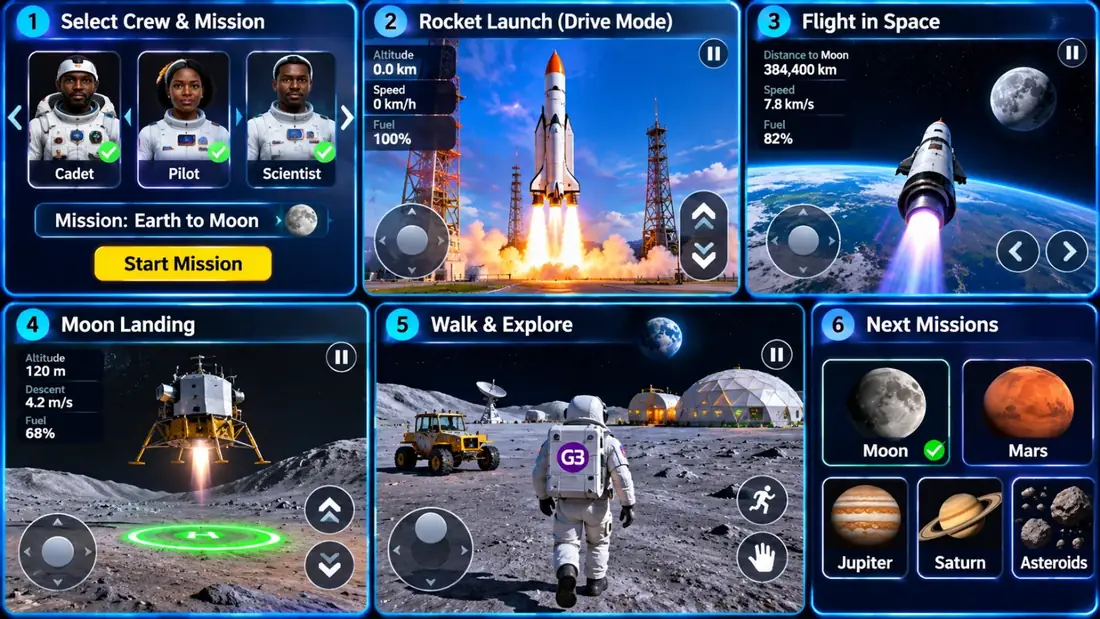 1 Select Crew & Mission
Cadet
Pilot
Scientist
Mission: Earth to Moon
Start Mission
2 Rocket Launch (Drive Mode)
Altitude
0.0 km
Speed
0 km/h
Fuel
100%
3 Flight in Space
Distance to Moon
384,400 km
Speed
7.8 km/s
Fuel
82%
4 Moon Landing
Altitude
120 m
Descent
4.2 m/s
Fuel
68%
H
5 Walk & Explore
G3
6 Next Missions
Moon
Mars
Jupiter
Saturn
Asteroids